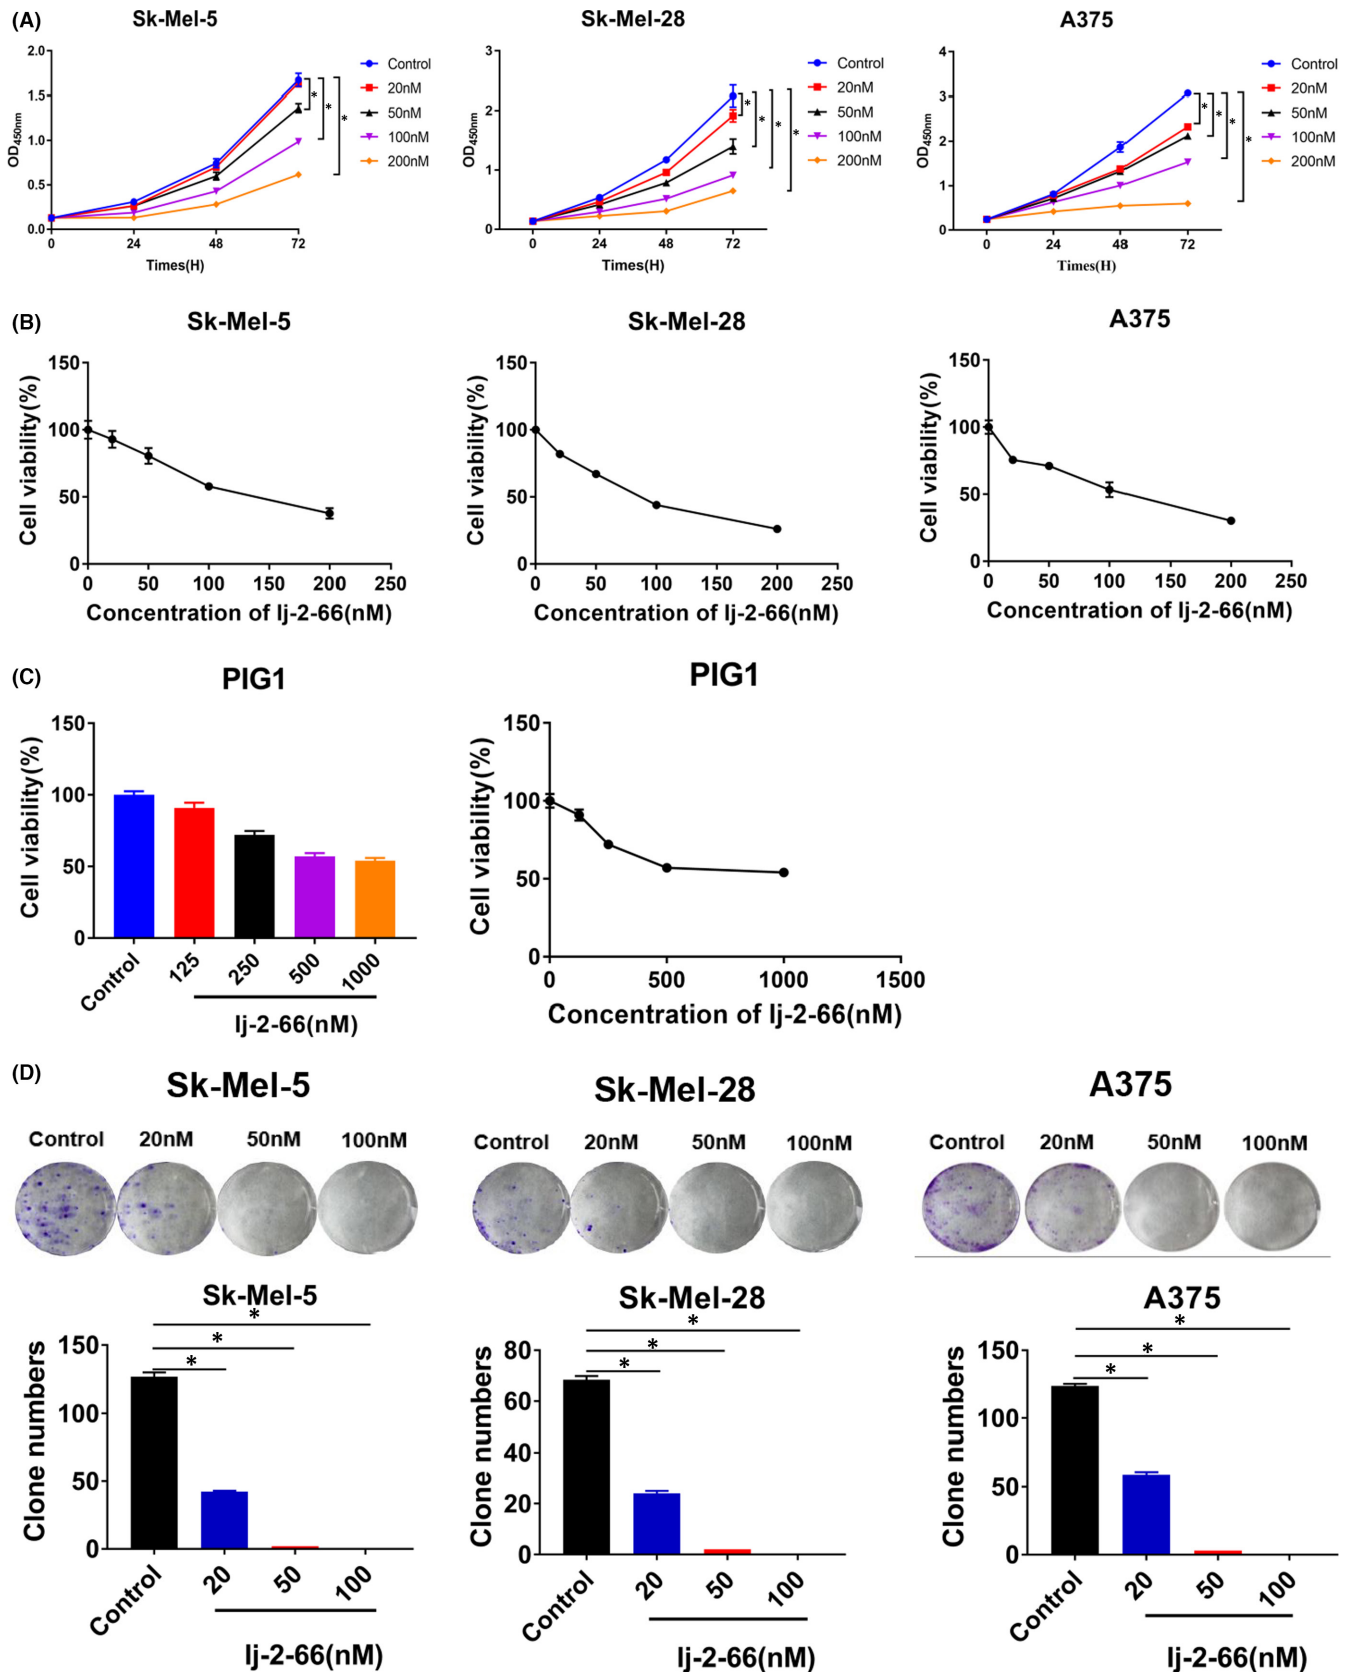 (A)
Sk-Mel-5
Sk-Mel-28
A375
2.0
1.5
1.0
0.5
0.0
OD450nm
0 24 48 72
Times(H)
Control
20nM
50nM
100nM
200nM
* * *
3
2
1
0
OD450nm
0 24 48 72
Times(H)
Control
20nM
50nM
100nM
200nM
* * * *
4
3
2
1
0
OD450nm
0 24 48 72
Times(H)
Control
20nM
50nM
100nM
200nM
* * * *
(B)
Sk-Mel-5
150
100
50
0
Cell viability(%)
0 50 100 150 200 250
Concentration of lj-2-66(nM)
Sk-Mel-28
150
100
50
0
Cell viability(%)
0 50 100 150 200 250
Concentration of lj-2-66(nM)
A375
150
100
50
0
Cell viability(%)
0 50 100 150 200 250
Concentration of lj-2-66(nM)
(C)
PIG1
150
100
50
0
Cell viability(%)
Control 125 250 500 1000
lj-2-66(nM)
PIG1
150
100
50
0
Cell viability(%)
0 500 1000 1500
Concentration of lj-2-66(nM)
(D)
Sk-Mel-5
Control 20nM 50nM 100nM
Sk-Mel-28
Control 20nM 50nM 100nM
A375
Control 20nM 50nM 100nM
Sk-Mel-5
*
*
*
150
100
50
0
Clone numbers
Control 20 50 100
lj-2-66(nM)
Sk-Mel-28
*
*
*
80
60
40
20
0
Clone numbers
Control 20 50 100
lj-2-66(nM)
A375
*
*
*
150
100
50
0
Clone numbers
Control 20 50 100
lj-2-66(nM)